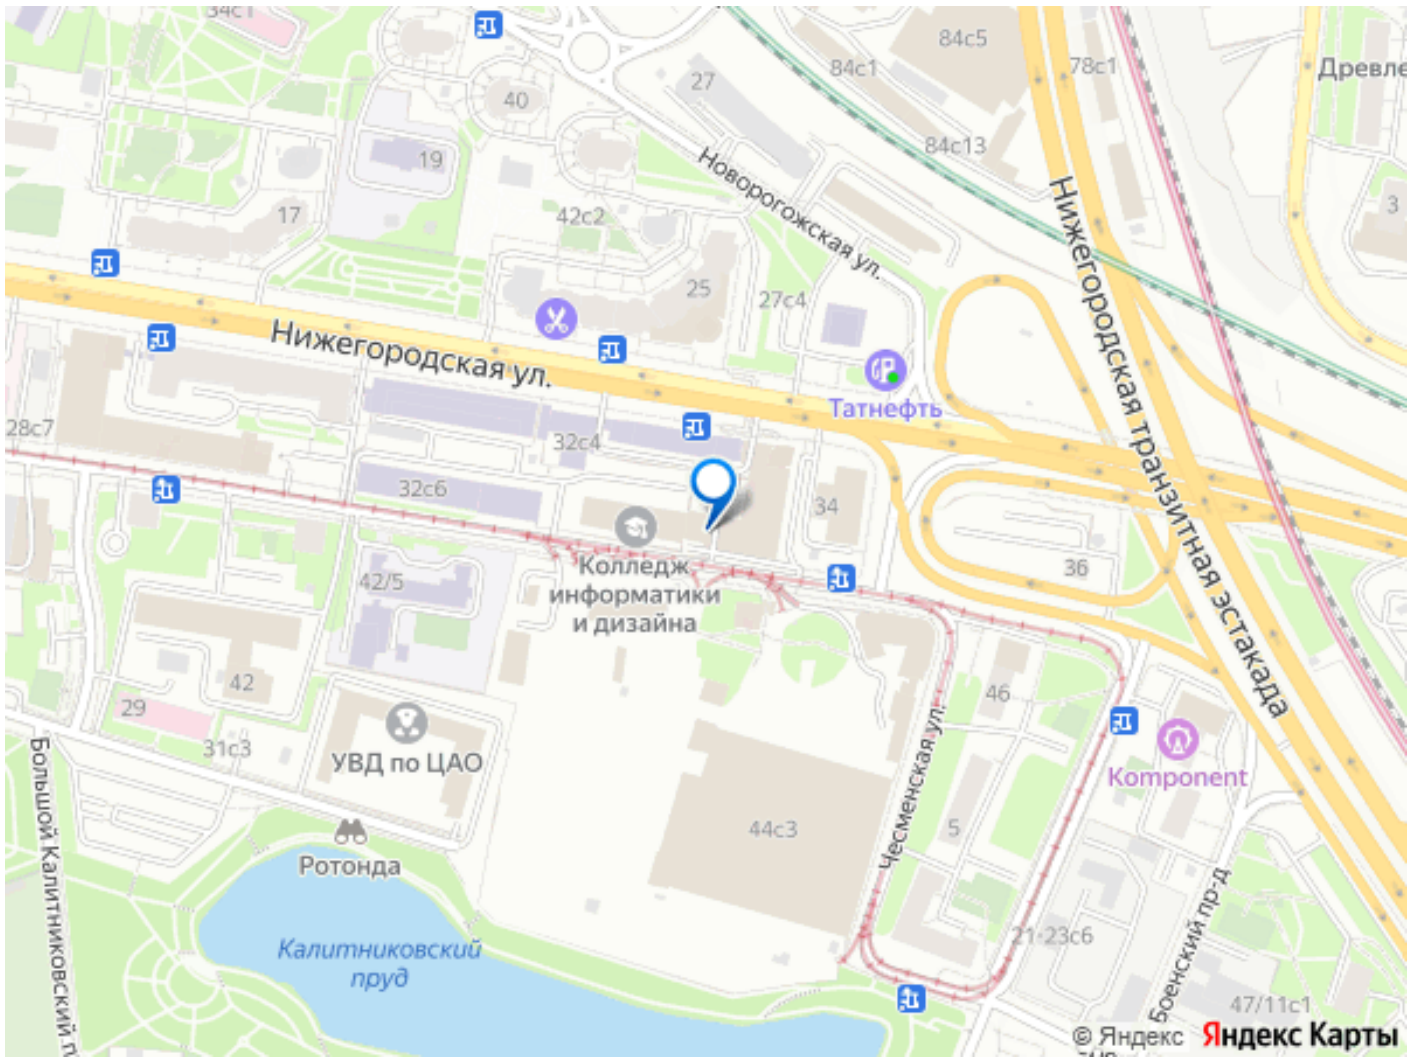 34с1
84с5
84с1
78с1
Древле
27
40
84с13
19
Новорогожская ул.
3
17
42с2
25
27с4
Нижегородская ул.
Татнефть
Нижегородская транзитная эстакада
28с7
32с4
32с6
34
Колледж
информатики
и дизайна
42/5
36
42
29
31с3
УВД по ЦАО
46
Чесменская ул.
Komponent
44с3
5
Ротонда
Большой Калитниковский п
Калитниковский
пруд
21-23с6
Боенский пр-д
47/11с1
© Яндекс Яндекс Карты